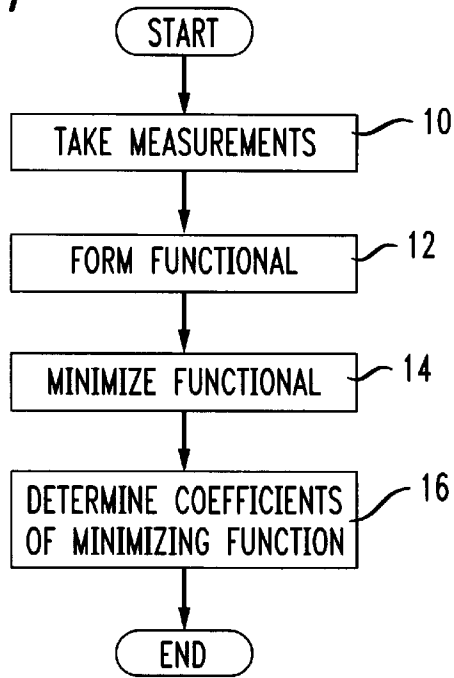 START
TAKE MEASUREMENTS
10
FORM FUNCTIONAL
12
MINIMIZE FUNCTIONAL
14
DETERMINE COEFFICIENTS
OF MINIMIZING FUNCTION
16
END